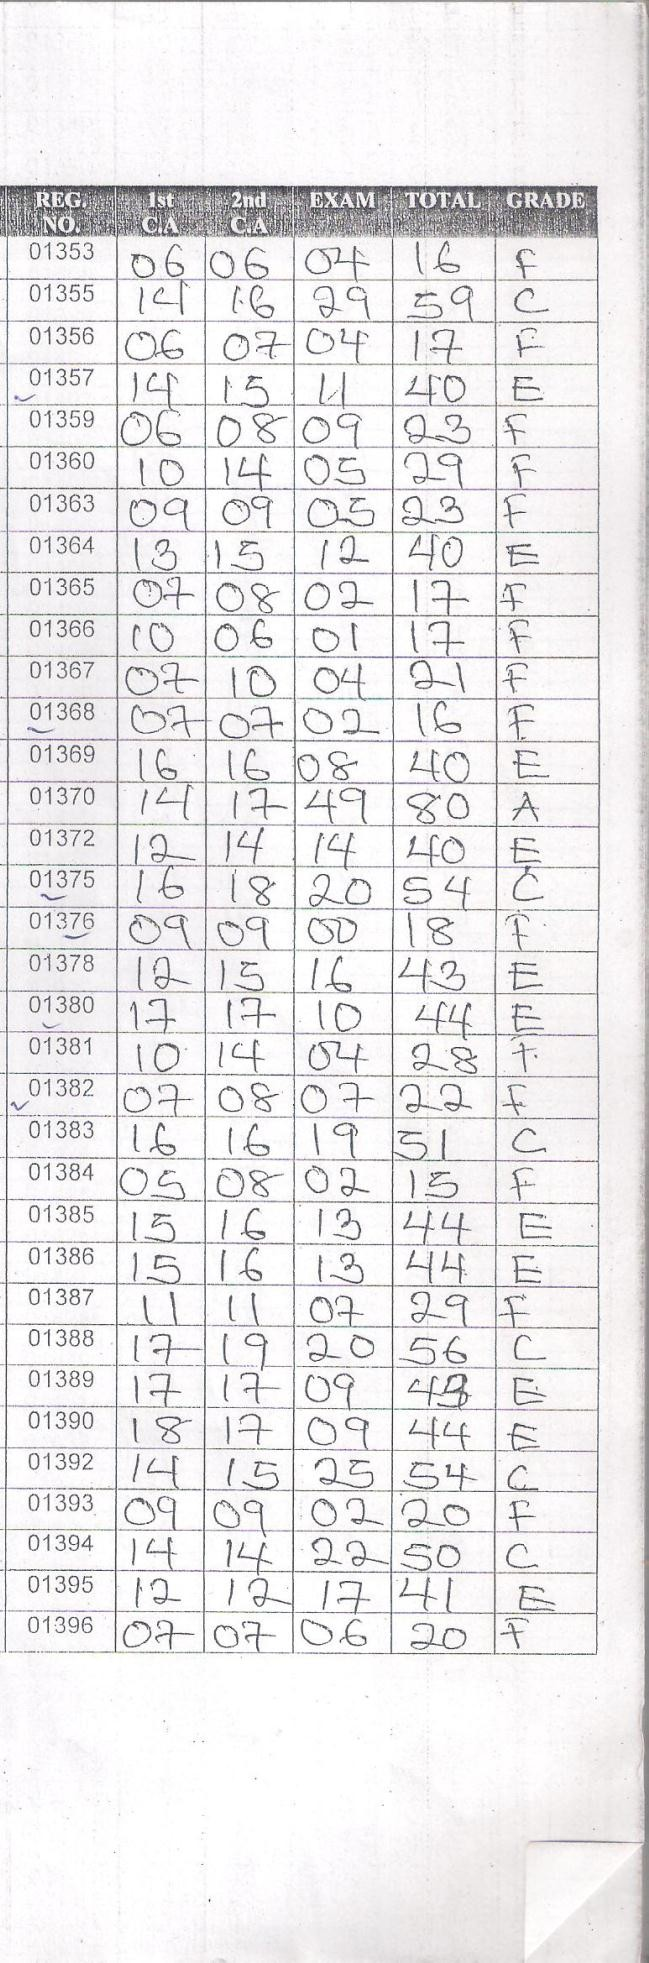 REG. NO. 1st C.A 2nd C.A EXAM TOTAL GRADE
01353 06 06 04 16 F
01355 14 16 29 59 C
01356 06 07 04 17 F
01357 14 15 11 40 E
01359 06 08 09 23 F
01360 10 14 05 29 F
01363 09 09 05 23 F
01364 13 15 12 40 E
01365 07 08 02 17 F
01366 10 06 01 17 F
01367 07 10 04 21 F
01368 07 07 02 16 F
01369 16 16 08 40 E
01370 14 17 49 80 A
01372 12 14 14 40 E
01375 16 18 20 54 C
01376 09 09 00 18 F
01378 12 15 16 43 E
01380 17 17 10 44 E
01381 10 14 04 28 F
01382 07 08 07 22 F
01383 16 16 19 51 C
01384 05 08 02 15 F
01385 15 16 13 44 E
01386 15 16 13 44 E
01387 11 11 07 29 F
01388 17 19 20 56 C
01389 17 17 09 43 E
01390 18 17 09 44 E
01392 14 15 25 54 C
01393 09 09 02 20 F
01394 14 14 22 50 C
01395 12 12 17 41 E
01396 07 07 06 20 F